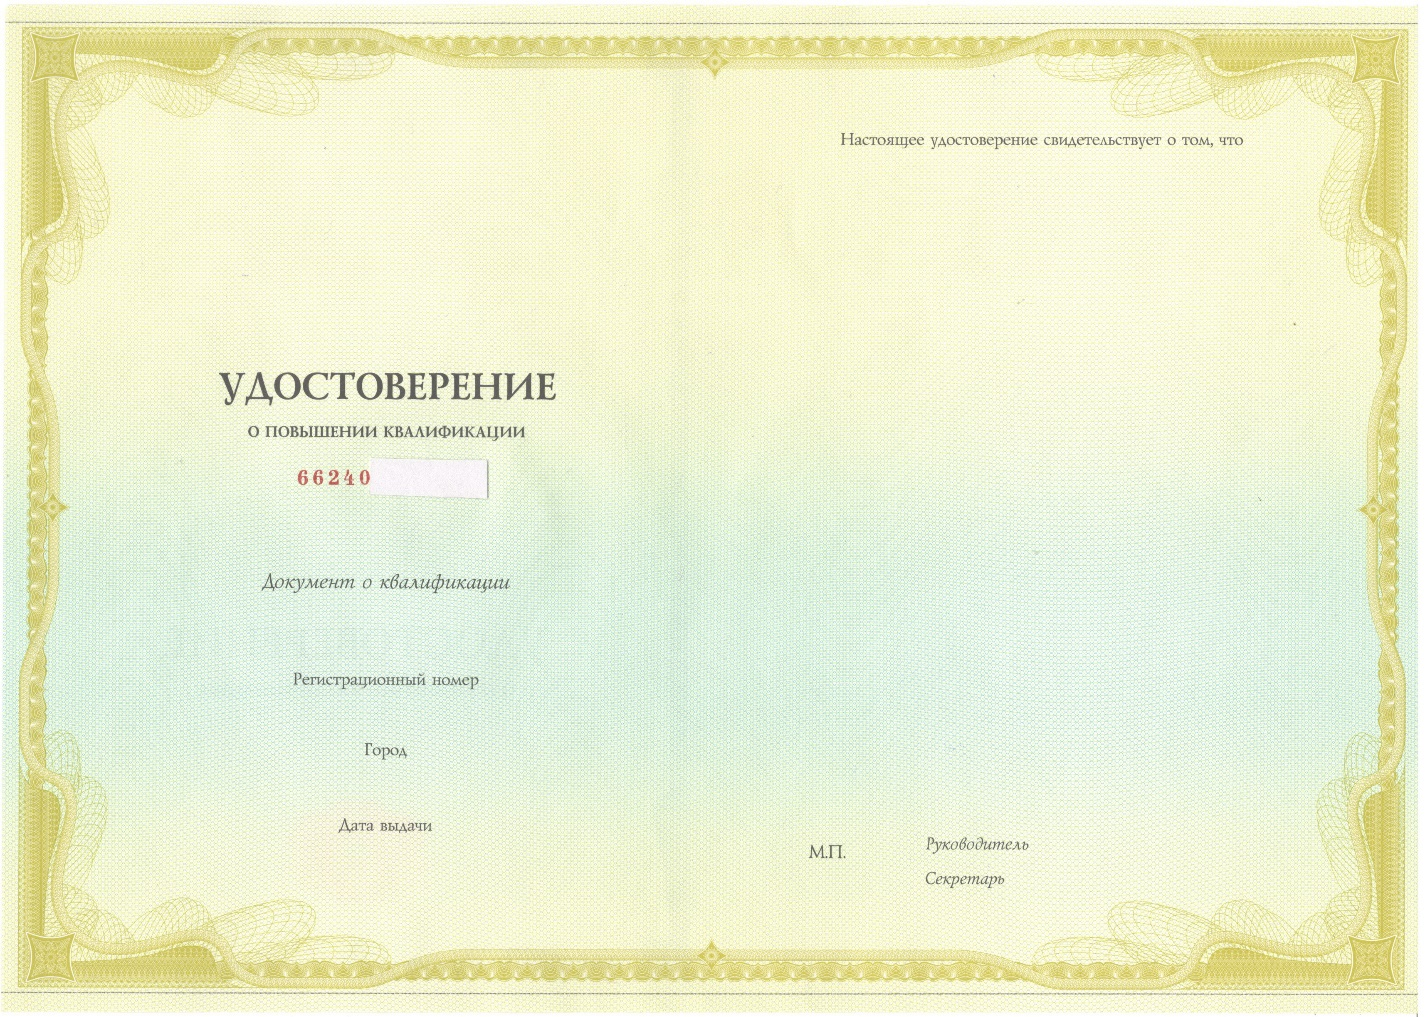 УДОСТОВЕРЕНИЕ
О ПОВЫШЕНИИ КВАЛИФИКАЦИИ
66240
Документ о квалификации
Регистрационный номер
Город
Дата выдачи
Настоящее удостоверение свидетельствует о том, что
М.П.
Руководитель
Секретарь